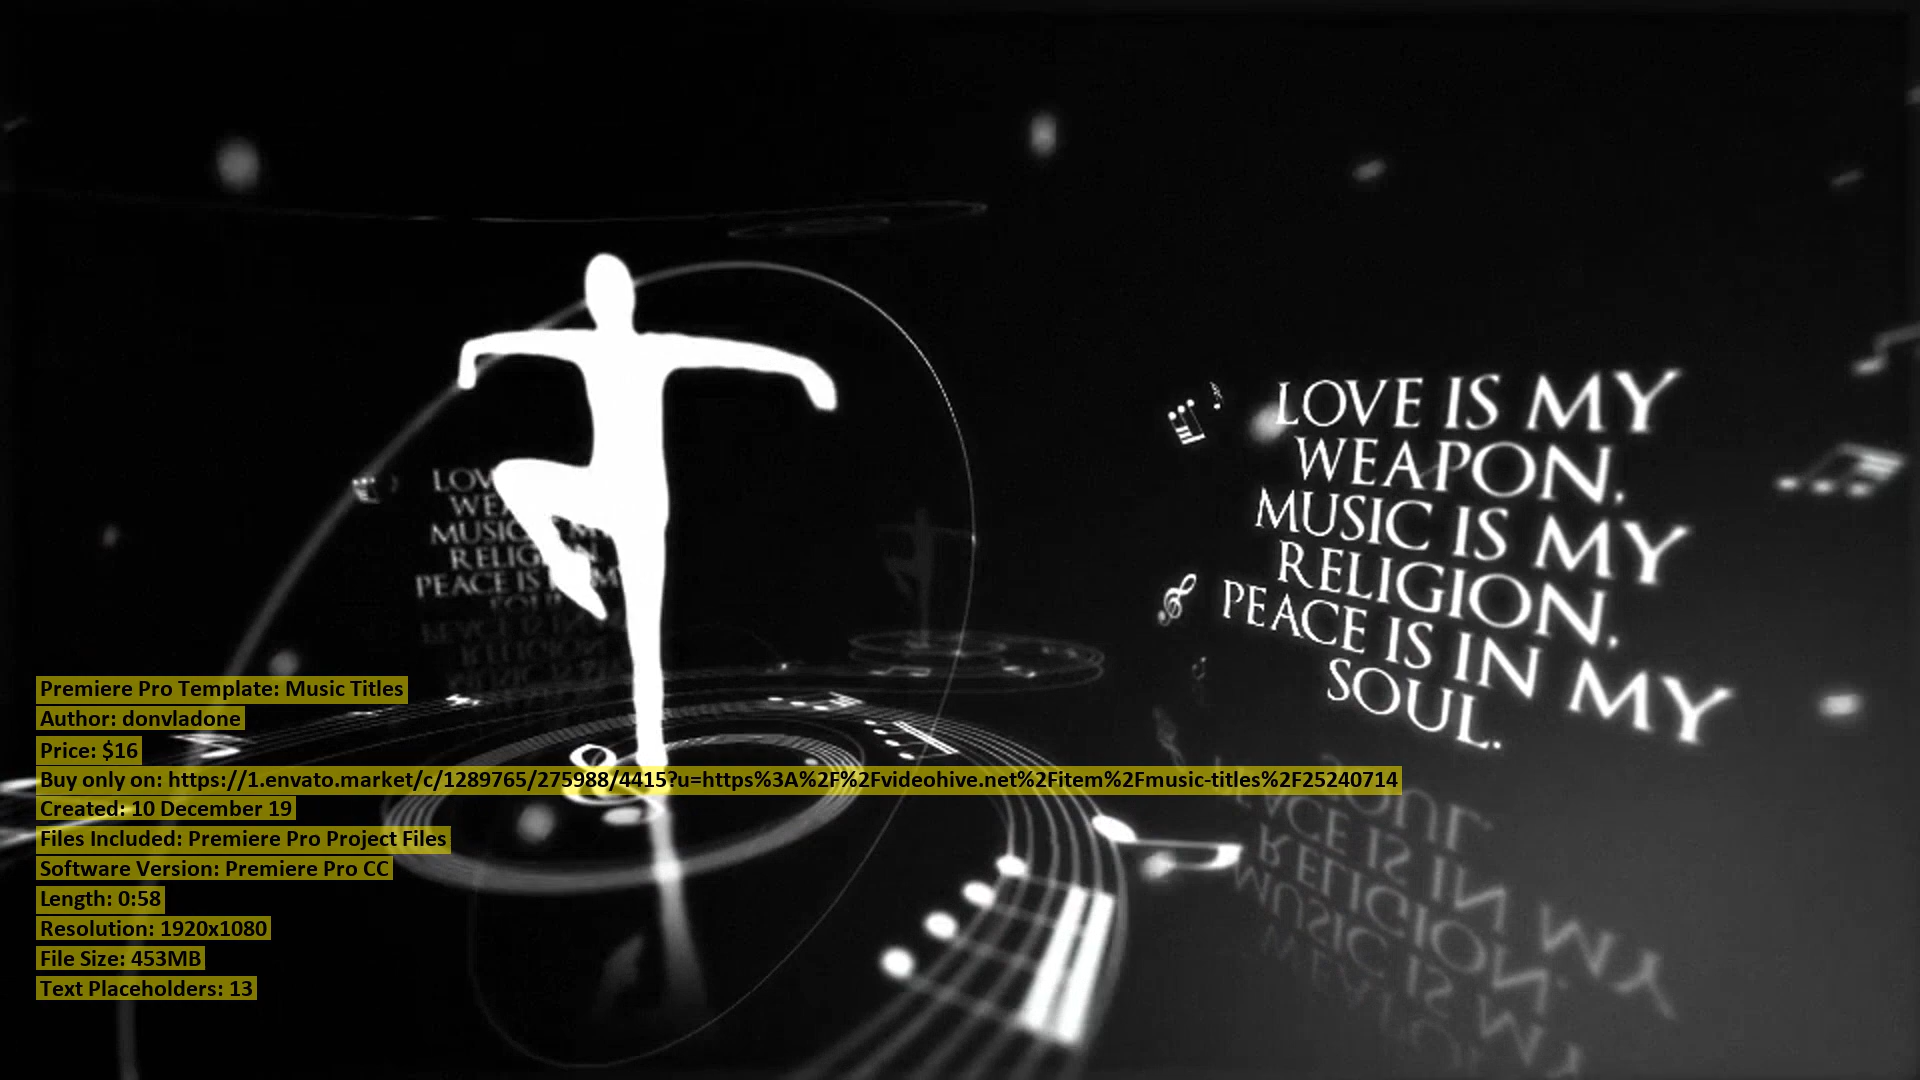 LOVE IS MY
WEAPON,
MUSIC IS MY
RELIGION,
PEACE IS IN MY
SOUL.
Premiere Pro Template: Music Titles
Author: donvladone
Price: $16
Buy only on: https://1.envato.market/c/1289765/275988/4415?u=https%3A%2F%2Fvideohive.net%2Fitem%2Fmusic-titles%2F25240714
Created: 10 December 19
Files Included: Premiere Pro Project Files
Software Version: Premiere Pro CC
Length: 0:58
Resolution: 1920x1080
File Size: 453MB
Text Placeholders: 13